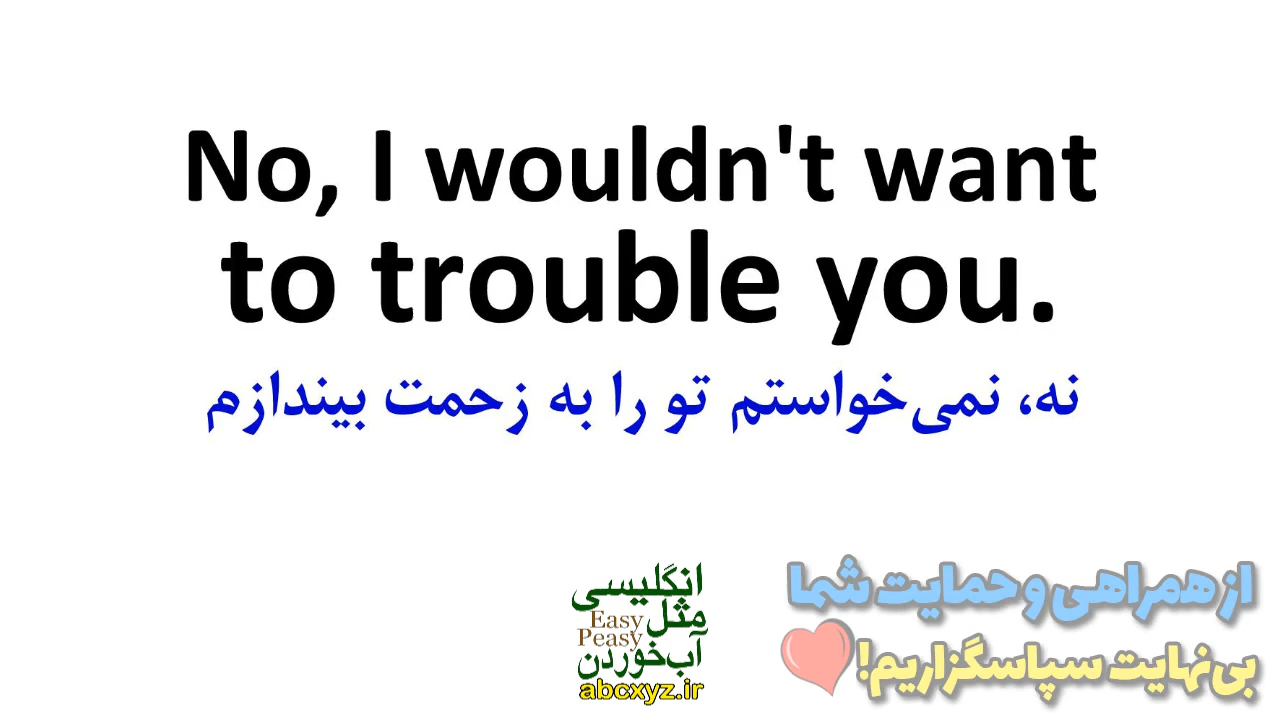 No, I wouldn't want
to trouble you.
نه، نمی‌خواستم تو را به زحمت بیندازم
انگلیسی
مثل
Easy
Peasy
آب‌خوردن
abcxyz.ir
از همراهی و حمایت شما
بی‌نهایت سپاسگزاریم!